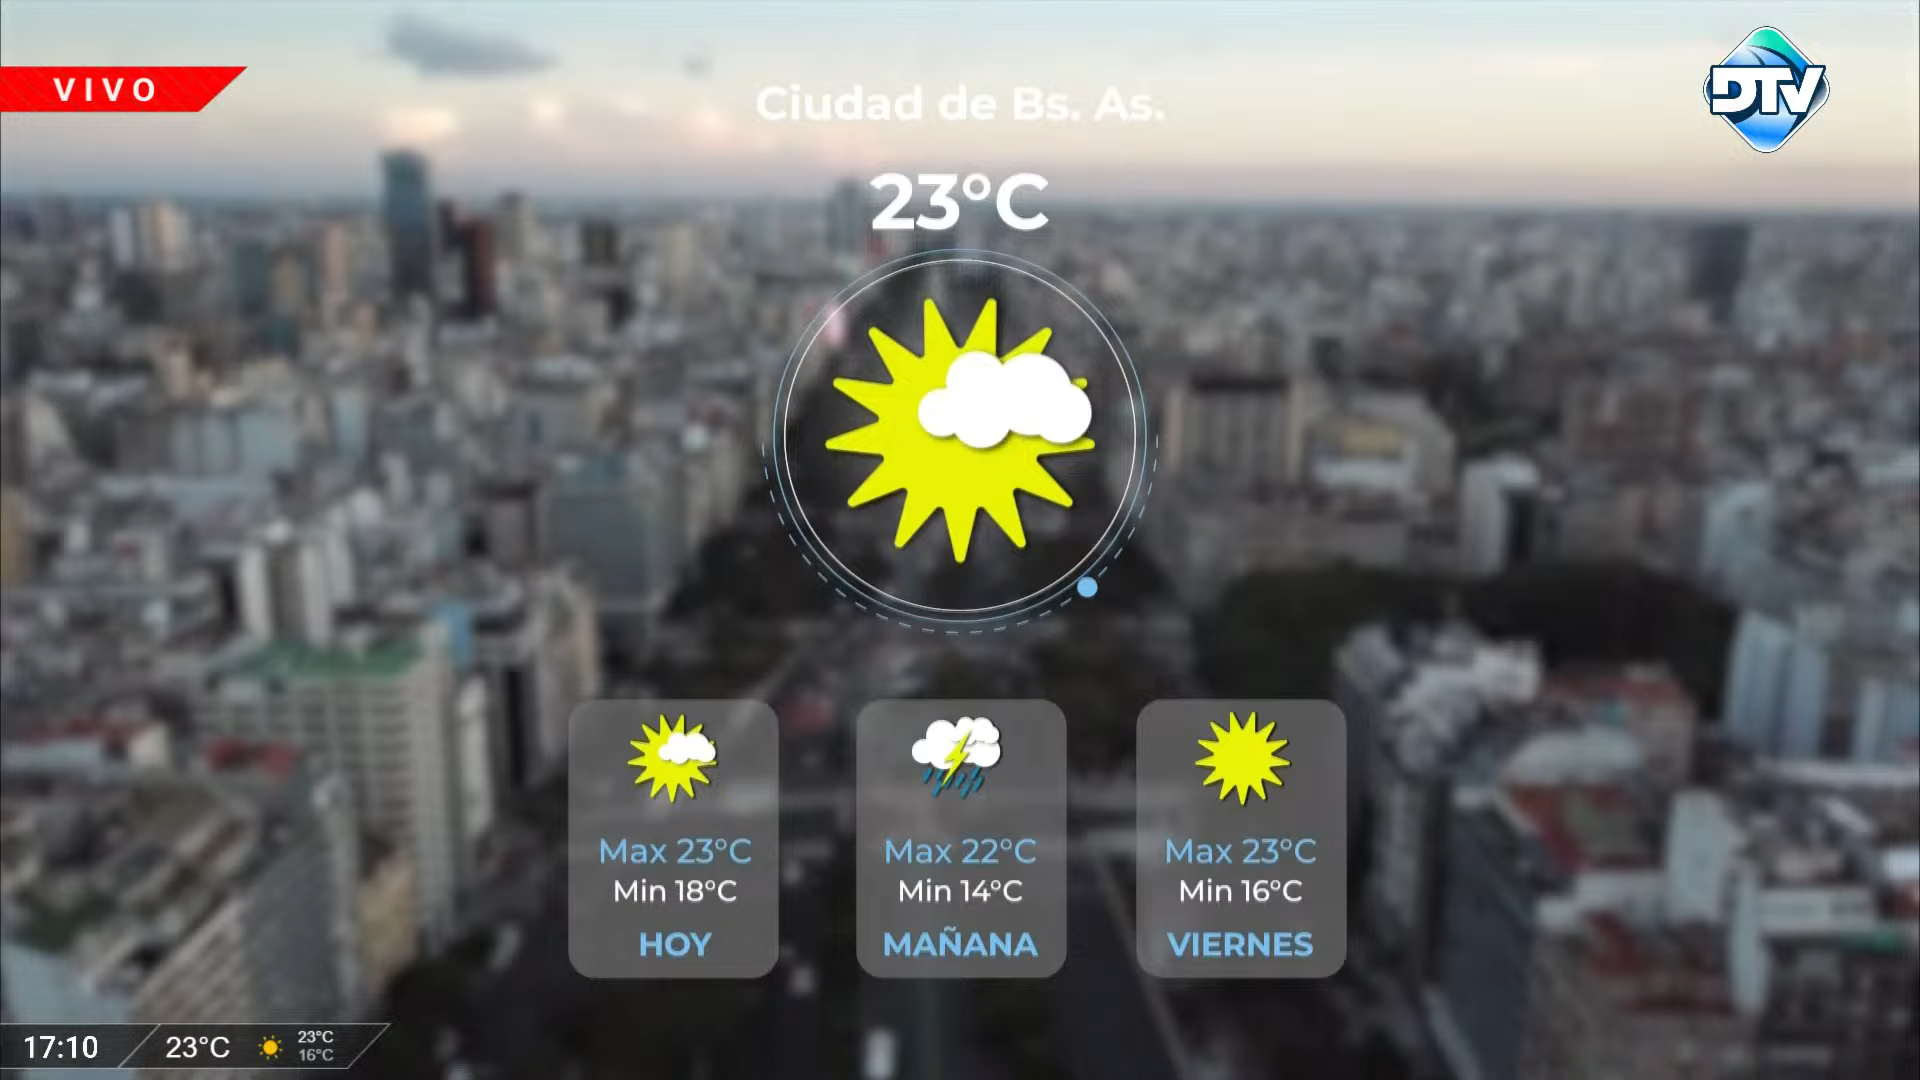 VIVO
DTV
Ciudad de Bs. As.
23°C
Max 23°C
Min 18°C
HOY
Max 22°C
Min 14°C
MAÑANA
Max 23°C
Min 16°C
VIERNES
17:10
23°C
23°C
16°C